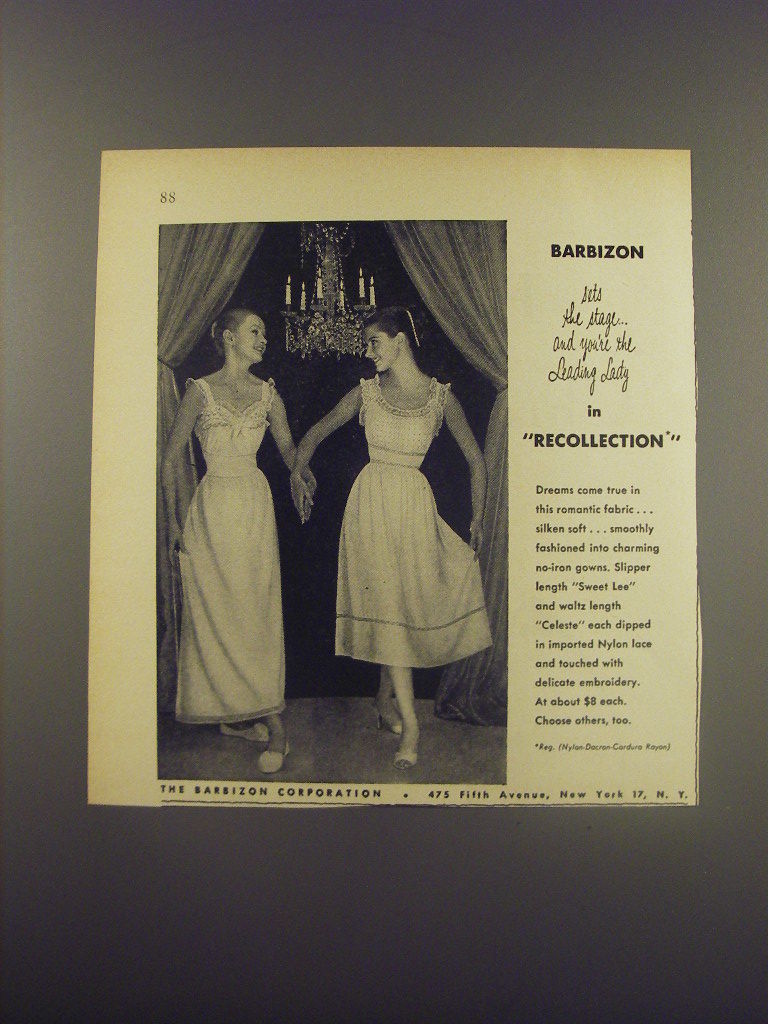 88
BARBIZON
sets
the stage...
and you're the
Leading Lady
in
"RECOLLECTION*"
Dreams come true in
this romantic fabric . . .
silken soft . . . smoothly
fashioned into charming
no-iron gowns. Slipper
length "Sweet Lee"
and waltz length
"Celeste" each dipped
in imported Nylon lace
and touched with
delicate embroidery.
At about $8 each.
Choose others, too.
*Reg. (Nylon-Dacron-Cordura Rayon)
THE BARBIZON CORPORATION • 475 Fifth Avenue, New York 17, N. Y.